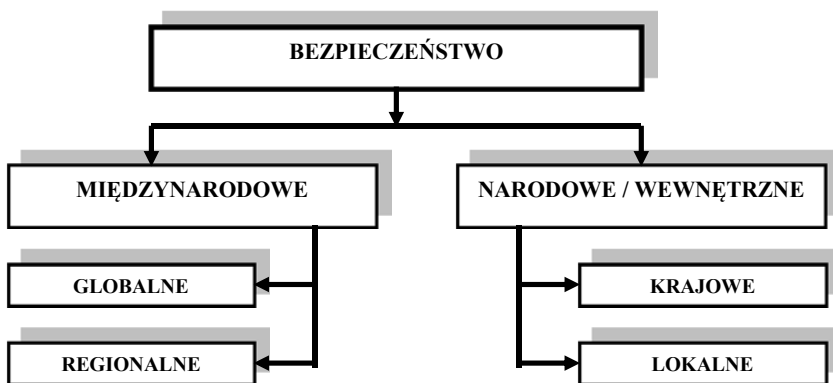 BEZPIECZEŃSTWO
MIĘDZYNARODOWE
NARODOWE / WEWNĘTRZNE
GLOBALNE
KRAJOWE
REGIONALNE
LOKALNE